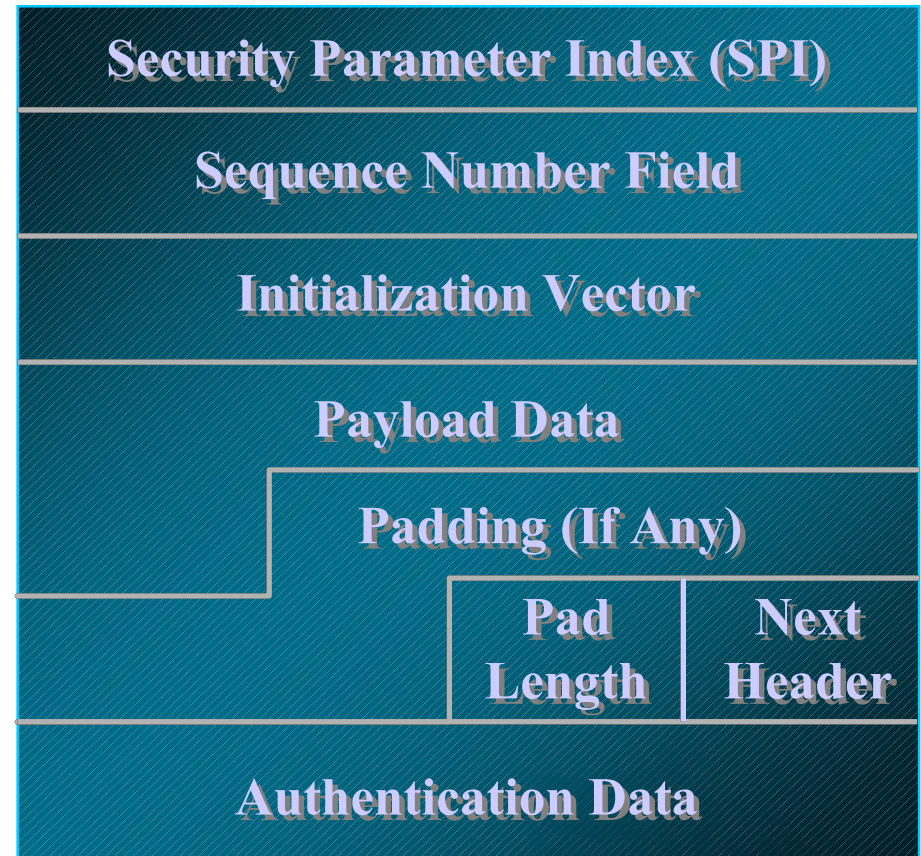 Security Parameter Index (SPI)
Sequence Number Field
Initialization Vector
Payload Data
Padding (If Any)
Pad
Length
Next
Header
Authentication Data